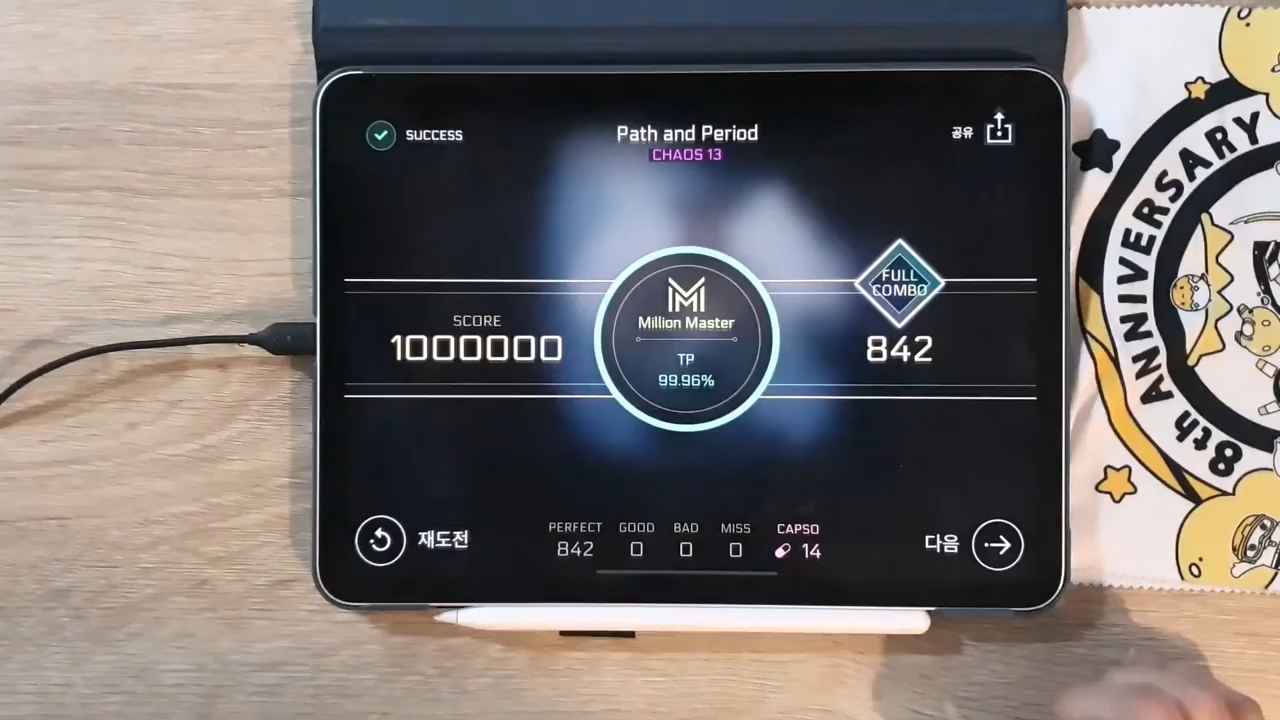 SUCCESS
Path and Period
CHAOS 13
공유
FULL
COMBO
SCORE
1000000
Million Master
TP
99.96%
842
재도전
PERFECT
GOOD
BAD
MISS
CAPSO
842
0
0
0
14
다음
8th ANNIVERSARY